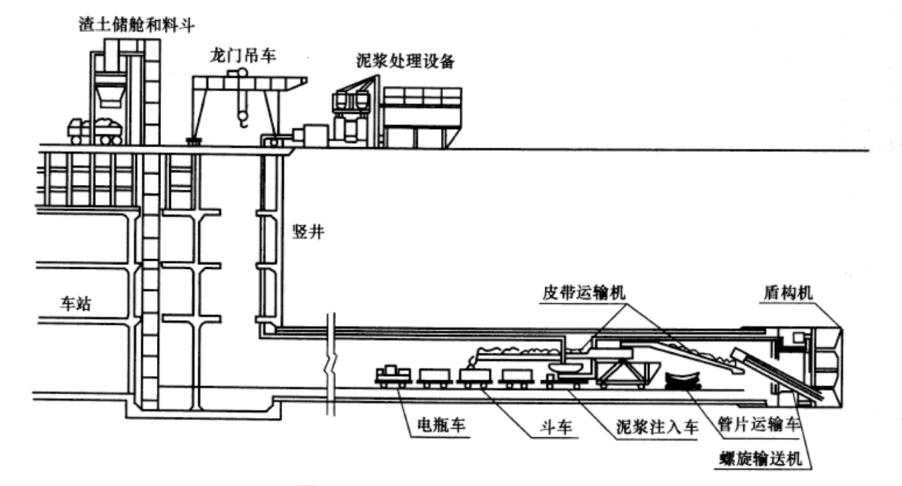 渣土储舱和料斗
龙门吊车
泥浆处理设备
竖井
车站
皮带运输机
盾构机
电瓶车
斗车
泥浆注入车
管片运输车
螺旋输送机